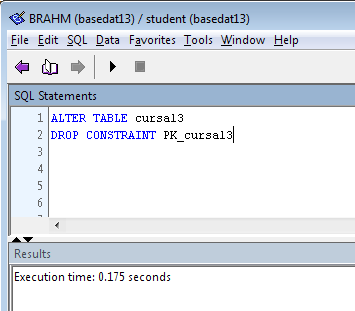 BRAHM (basedat13) / student (basedat13)
File Edit SQL Data Favorites Tools Window Help
SQL Statements
1 ALTER TABLE cursal3
2 DROP CONSTRAINT PK_cursal3
3
4
5
6
7
Results
Execution time: 0.175 seconds